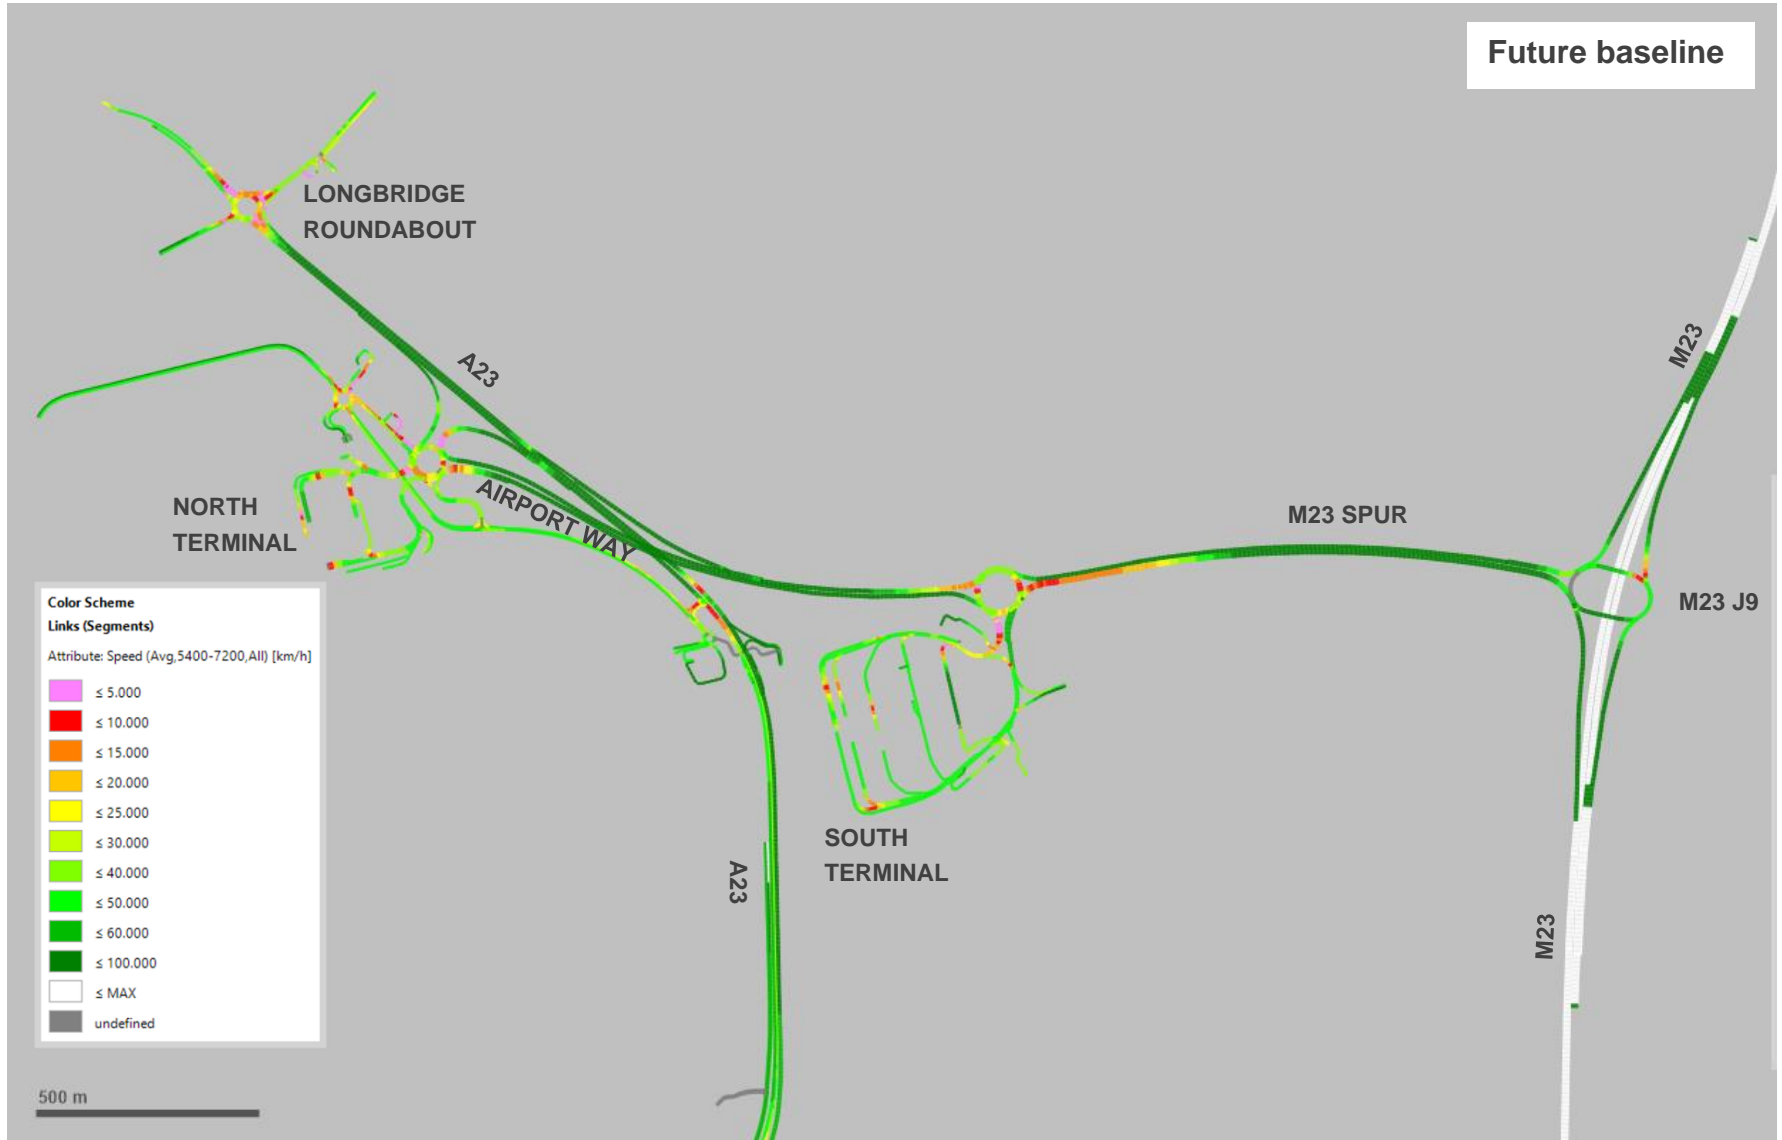 Future baseline
LONGBRIDGE
ROUNDABOUT
M23
A23
NORTH
TERMINAL
AIRPORT WAY
M23 SPUR
M23 J9
Color Scheme
Links (Segments)
Attribute: Speed (Avg,5400-7200,All) [km/h]
≤ 5.000
≤ 10.000
≤ 15.000
≤ 20.000
≤ 25.000
≤ 30.000
≤ 40.000
≤ 50.000
≤ 60.000
≤ 100.000
≤ MAX
undefined
SOUTH
TERMINAL
A23
M23
500 m